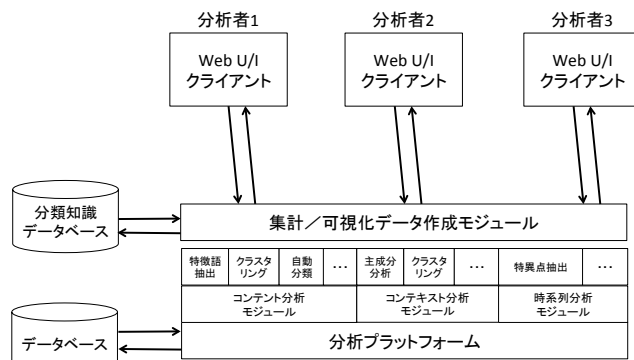 分析者1
分析者2
分析者3
Web U/I
クライアント
Web U/I
クライアント
Web U/I
クライアント
分類知識
データベース
集計／可視化データ作成モジュール
特徴語
抽出
クラスタ
リング
自動
分類
…
主成分
分析
クラスタ
リング
…
特異点抽出
…
コンテント分析
モジュール
コンテキスト分析
モジュール
時系列分析
モジュール
データベース
分析プラットフォーム